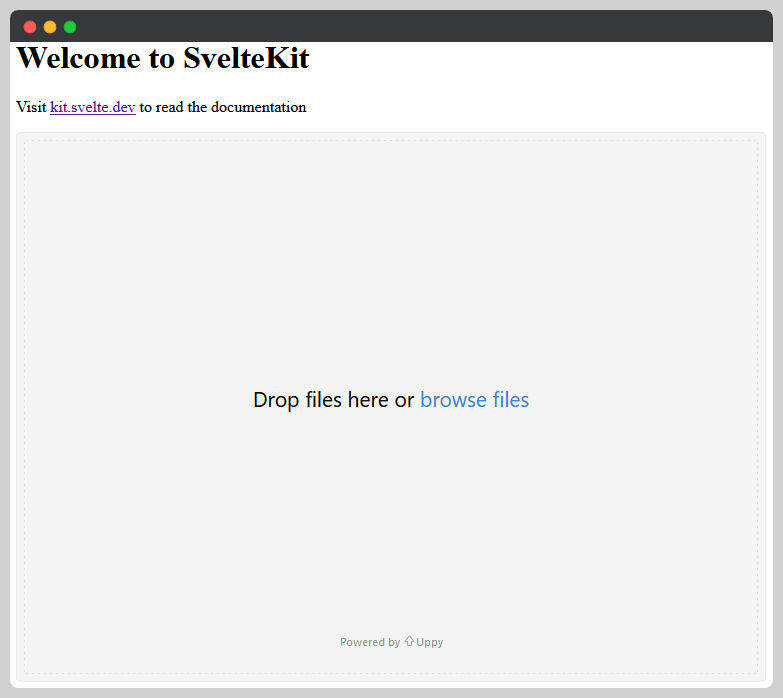 Welcome to SvelteKit
Visit kit.svelte.dev to read the documentation
Drop files here or browse files
Powered by Uppy